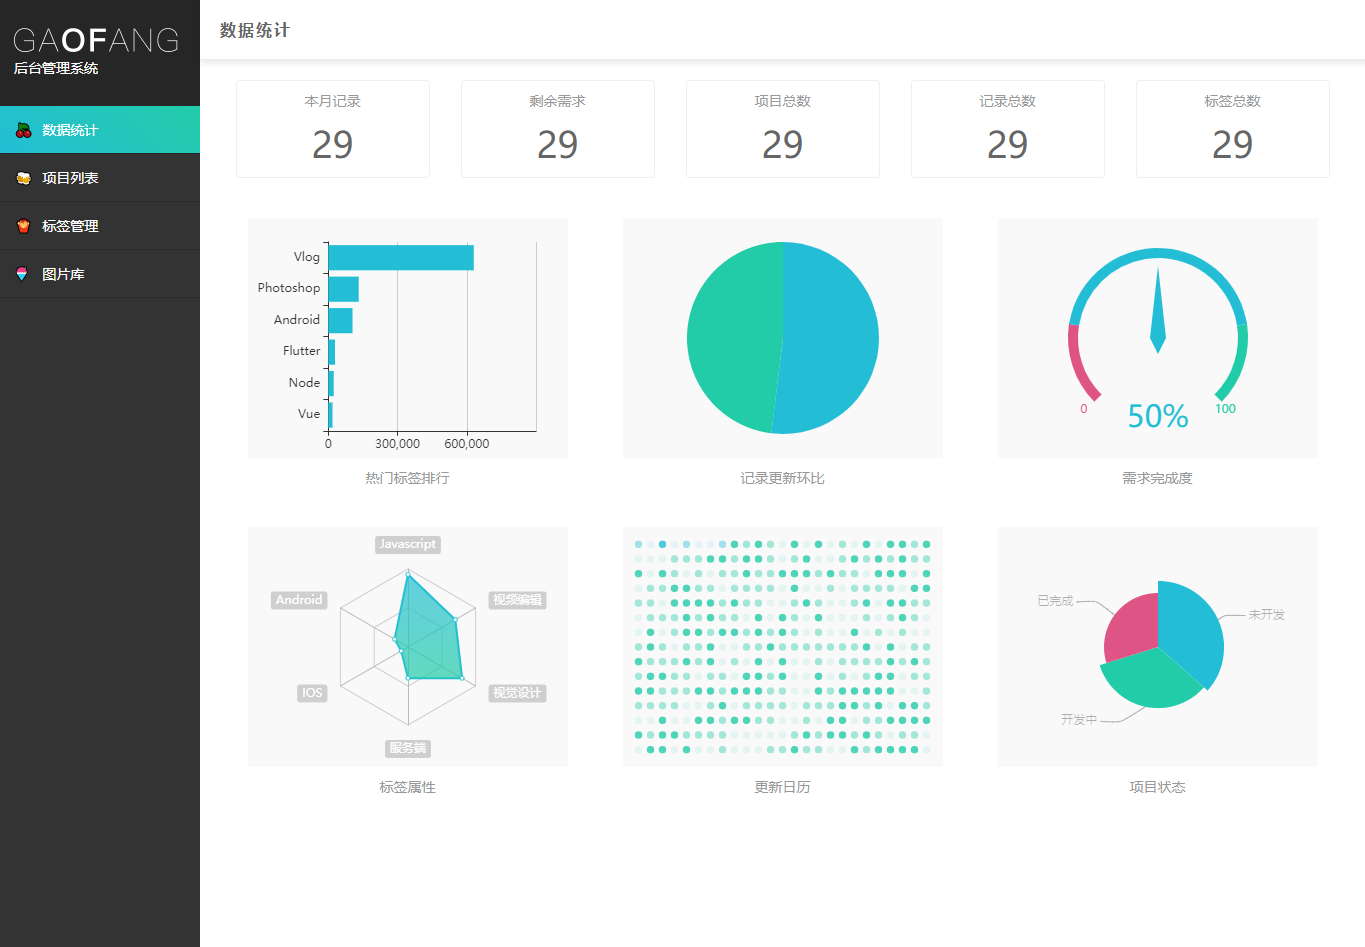 GAOFANG
后台管理系统
数据统计
项目列表
标签管理
图片库
数据统计
本月记录
29
剩余需求
29
项目总数
29
记录总数
29
标签总数
29
Vlog
Photoshop
Android
Flutter
Node
Vue
0 300,000 600,000
热门标签排行
记录更新环比
0
50%
100
需求完成度
Javascript
Android
视频编辑
IOS
视觉设计
服务端
标签属性
更新日历
已完成
未开发
开发中
项目状态